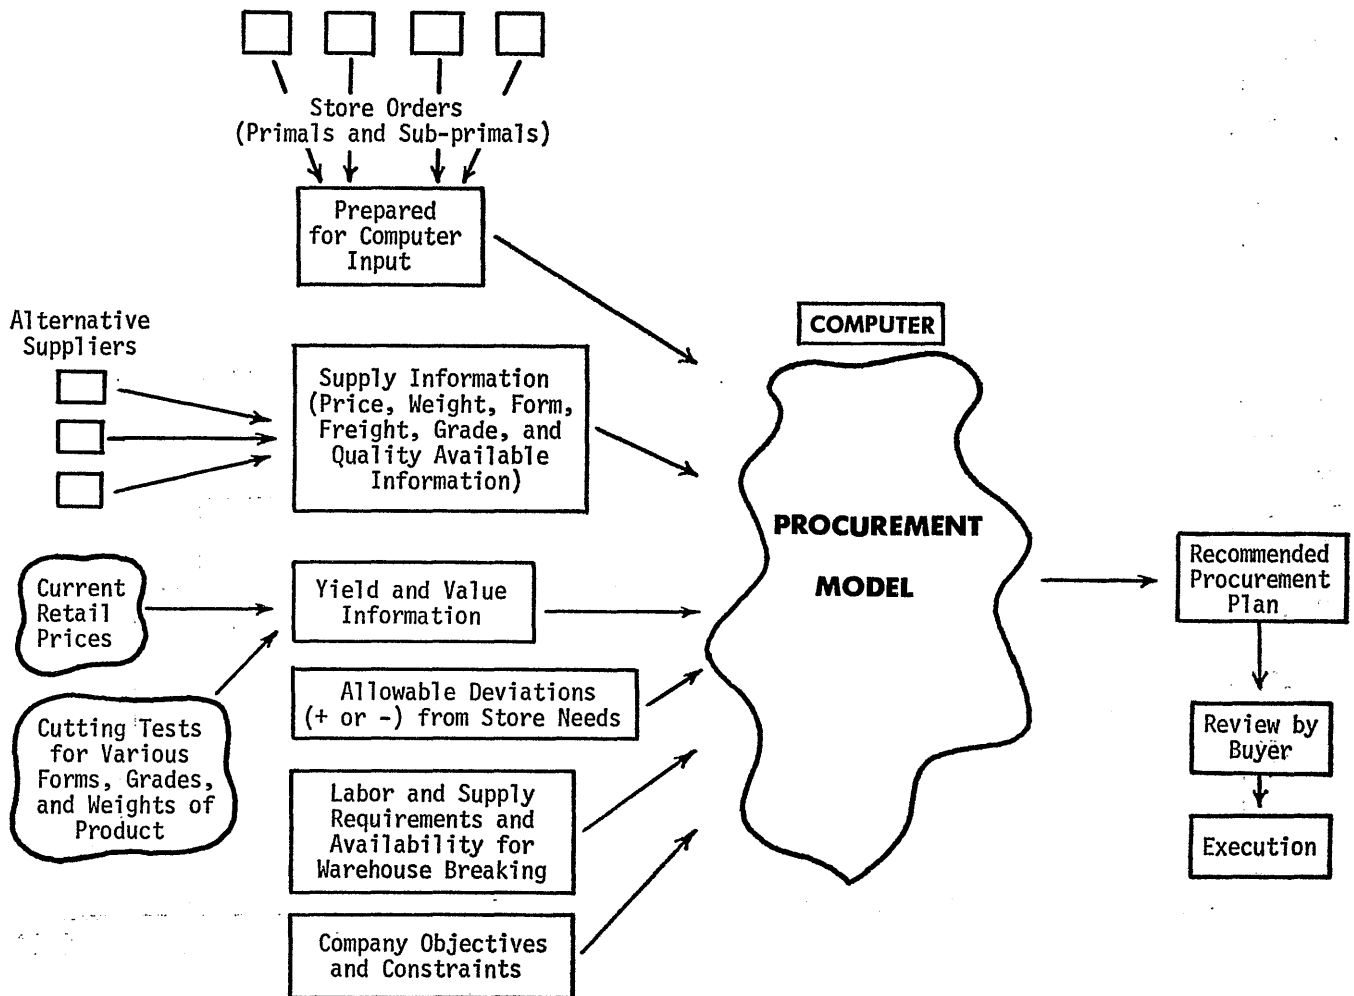 Store Orders
(Primals and Sub-primals)
Prepared
for Computer
Input
Alternative
Suppliers
Supply Information
(Price, Weight, Form,
Freight, Grade, and
Quality Available
Information)
Current
Retail
Prices
Yield and Value
Information
Cutting Tests
for Various
Forms, Grades,
and Weights of
Product
Allowable Deviations
(+ or -) from Store Needs
Labor and Supply
Requirements and
Availability for
Warehouse Breaking
Company Objectives
and Constraints
COMPUTER
PROCUREMENT
MODEL
Recommended
Procurement
Plan
Review by
Buyer
Execution